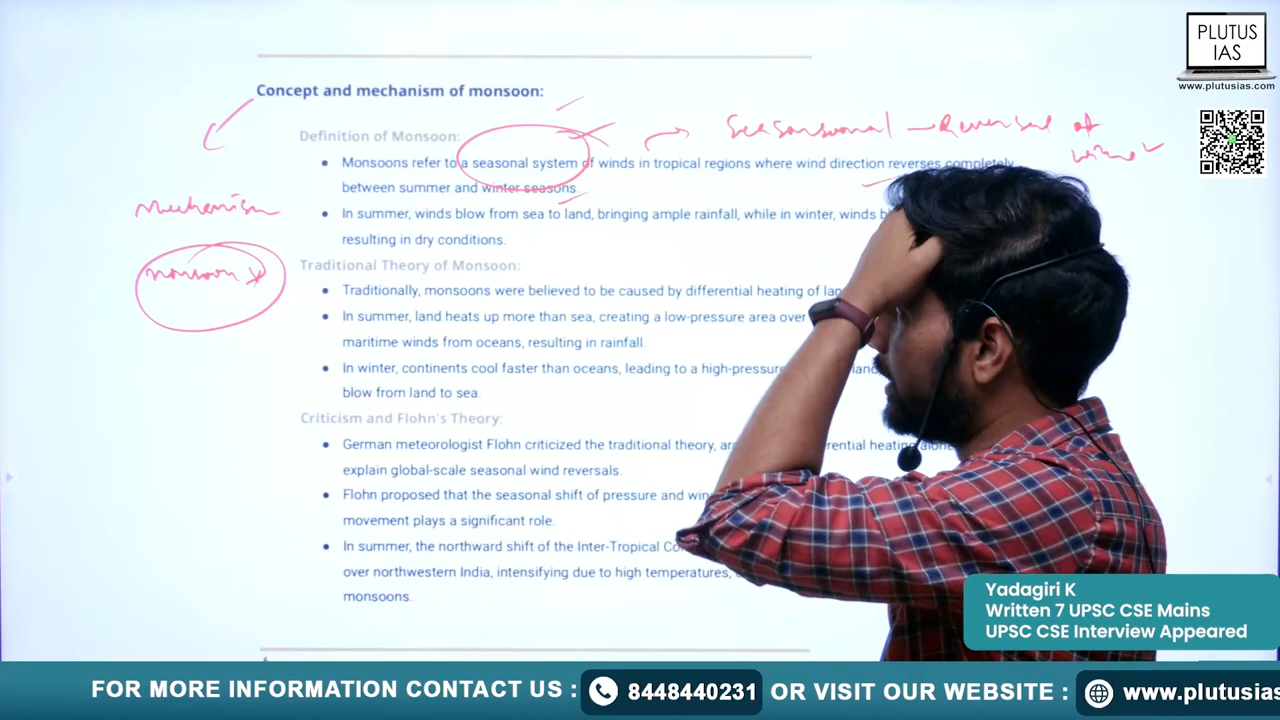 PLUTUS
IAS
www.plutusias.com
Concept and mechanism of monsoon:
Seasonsoonal → Reversal of
Definition of Monsoon:
• Monsoons refer to a seasonal system of winds in tropical regions where wind direction reverses completely
between summer and winter seasons.
Mechanism
• In summer, winds blow from sea to land, bringing ample rainfall, while in winter, winds
resulting in dry conditions.
monsoon
Traditional Theory of Monsoon:
• Traditionally, monsoons were believed to be caused by differential heating of
• In summer, land heats up more than sea, creating a low-pressure area over
maritime winds from oceans, resulting in rainfall.
• In winter, continents cool faster than oceans, leading to a high-pressure
blow from land to sea.
Criticism and Flohn's Theory:
• German meteorologist Flohn criticized the traditional theory, alone
explain global-scale seasonal wind reversals.
• Flohn proposed that the seasonal shift of pressure and
movement plays a significant role.
• In summer, the northward shift of the Inter-Tropical
over northwestern India, intensifying due to high temperatures,
monsoons.
Yadagiri K
Written 7 UPSC CSE Mains
UPSC CSE Interview Appeared
FOR MORE INFORMATION CONTACT US : 8448440231 OR VISIT OUR WEBSITE : www.plutusias